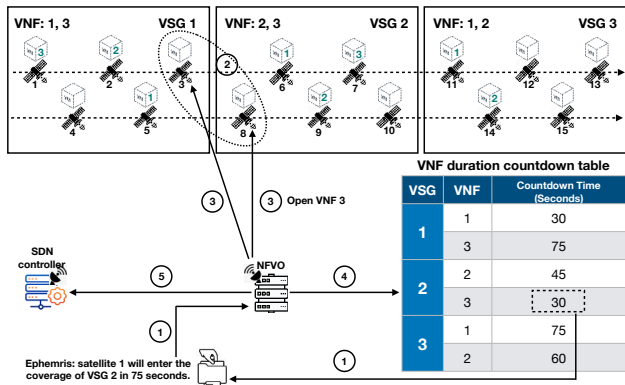 VNF: 1, 3 VSG 1 VNF: 2, 3 VSG 2 VNF: 1, 2 VSG 3
3 2 1 3 1
1 2 3 2 6 7 11 12 13
1 2 2
4 5 8 9 10 14 15
VNF duration countdown table
VSG VNF Countdown Time
(Seconds)
1 1 30
3 75
2 2 45
3 30
3 1 75
2 60
3 3 Open VNF 3
SDN
controller
NFVO
5 4
1
1
Ephemris: satellite 1 will enter the
coverage of VSG 2 in 75 seconds.